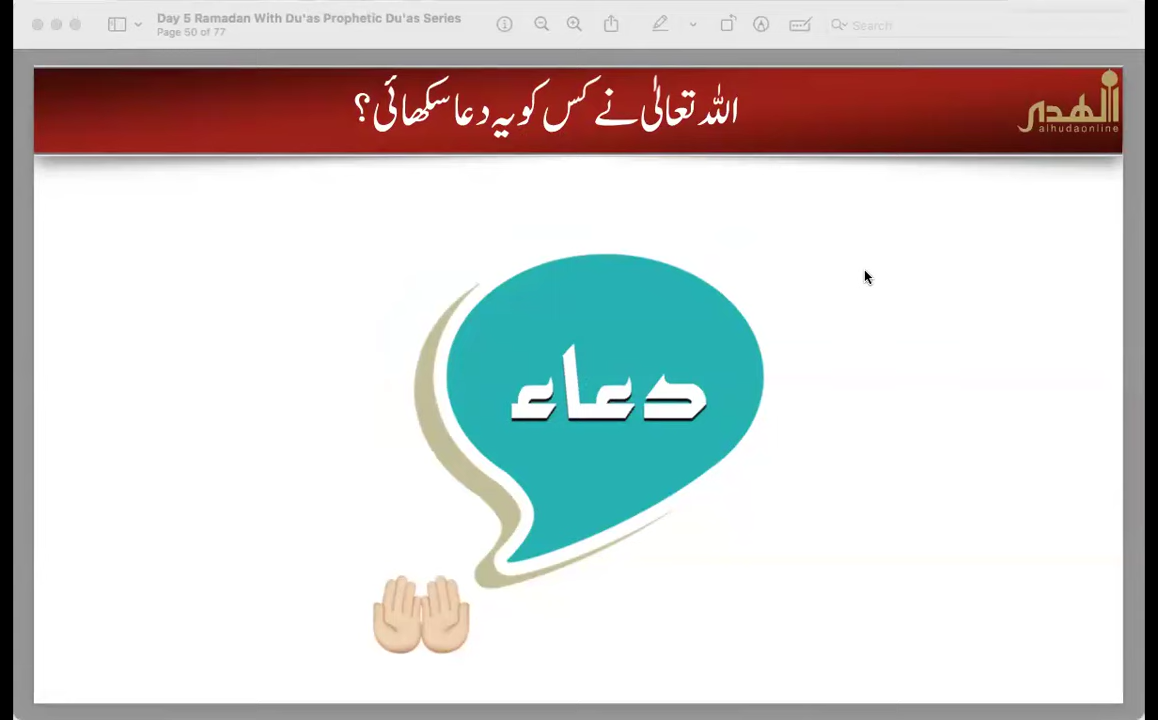 Day 5 Ramadan With Du'as Prophetic Du'as Series
Page 50 of 77
Search
اللہ تعالٰی نے کس کو یہ دعا سکھائی؟
الهدى
alhudaonline
دعاء